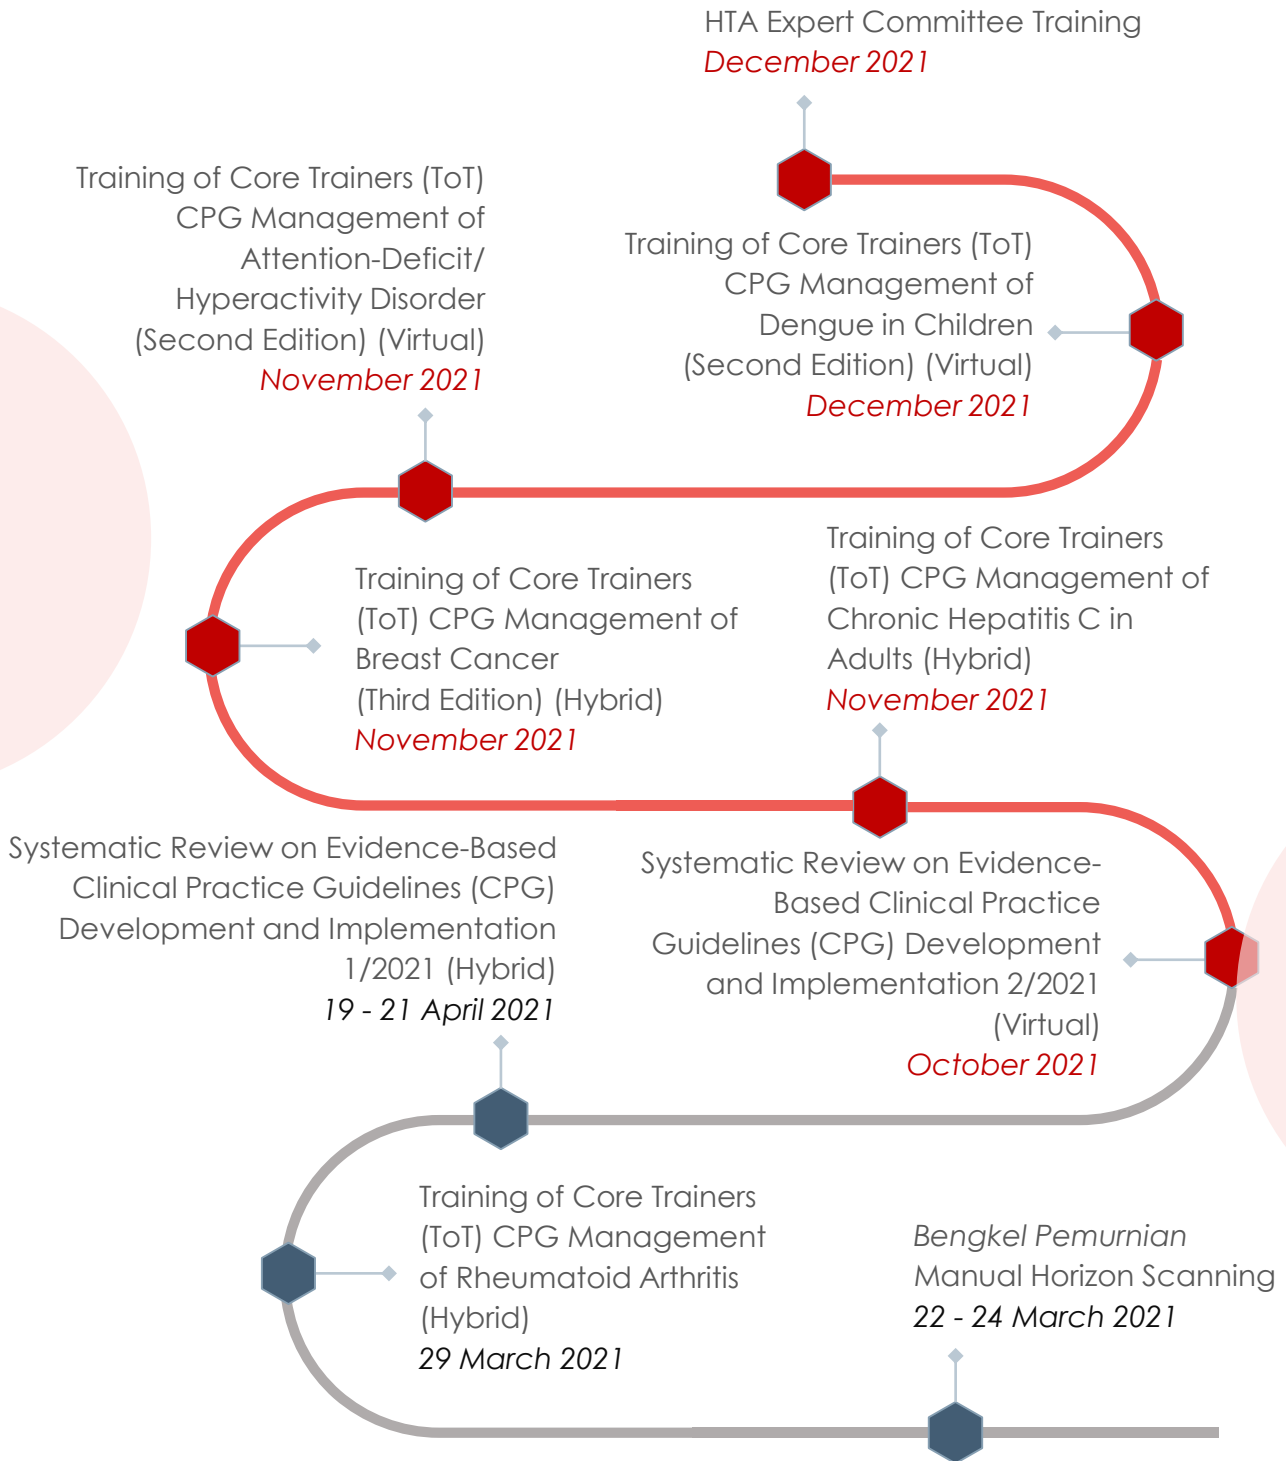 HTA Expert Committee Training
December 2021
Training of Core Trainers (ToT)
CPG Management of
Attention-Deficit/
Hyperactivity Disorder
(Second Edition) (Virtual)
November 2021
Training of Core Trainers (ToT)
CPG Management of
Dengue in Children
(Second Edition) (Virtual)
December 2021
Training of Core Trainers
(ToT) CPG Management of
Breast Cancer
(Third Edition) (Hybrid)
November 2021
Training of Core Trainers
(ToT) CPG Management of
Chronic Hepatitis C in
Adults (Hybrid)
November 2021
Systematic Review on Evidence-Based
Clinical Practice Guidelines (CPG)
Development and Implementation
1/2021 (Hybrid)
19 - 21 April 2021
Systematic Review on Evidence-
Based Clinical Practice
Guidelines (CPG) Development
and Implementation 2/2021
(Virtual)
October 2021
Training of Core Trainers
(ToT) CPG Management
of Rheumatoid Arthritis
(Hybrid)
29 March 2021
Bengkel Pemurnian
Manual Horizon Scanning
22 - 24 March 2021